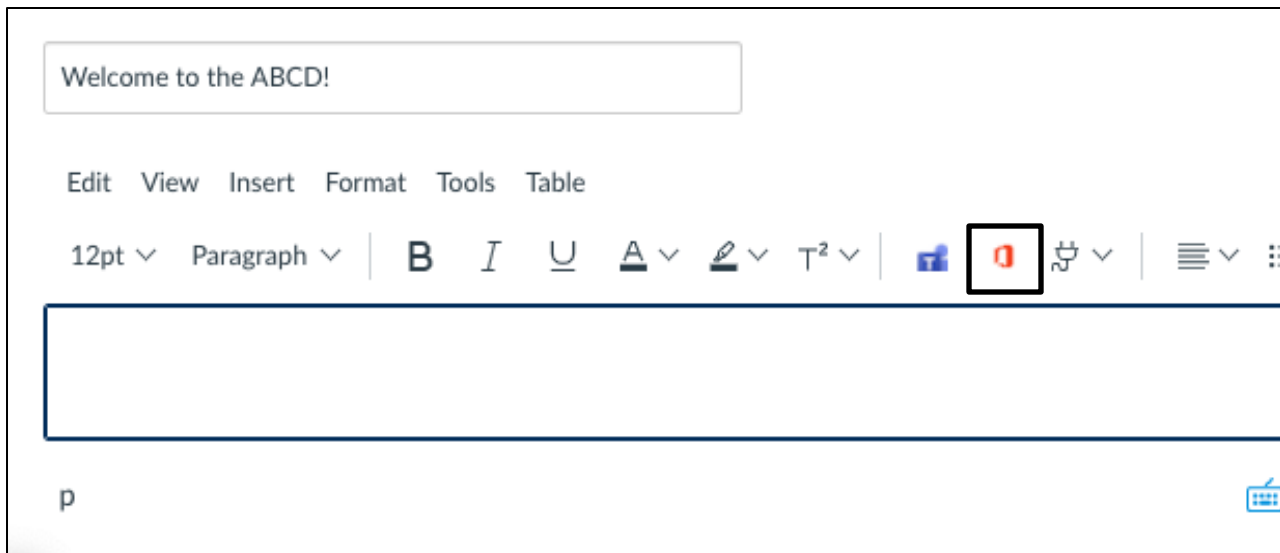 Welcome to the ABCD!
Edit View Insert Format Tools Table
12pt Paragraph B I U A T²
p